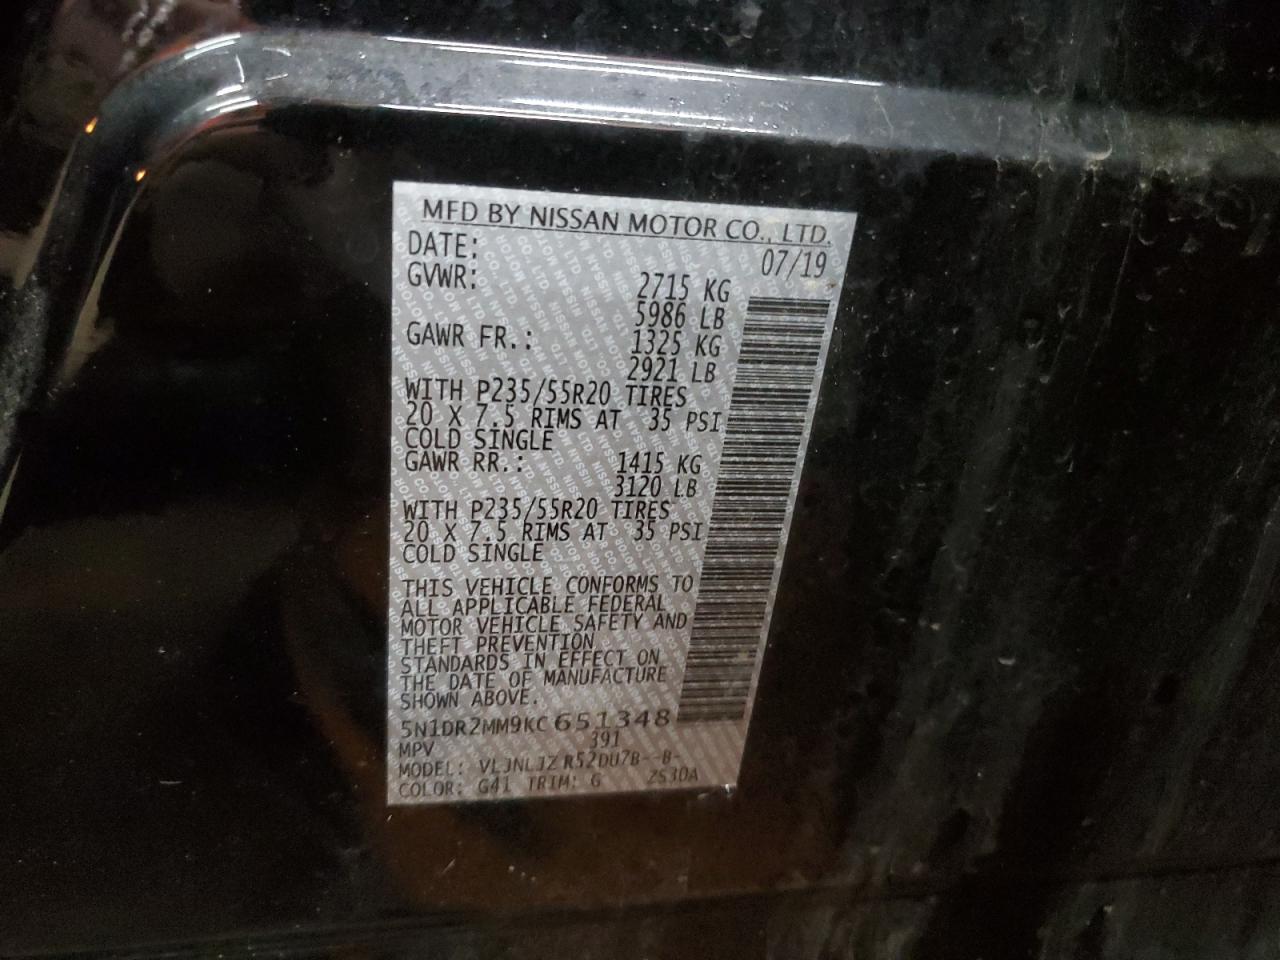 MFD BY NISSAN MOTOR CO., LTD.
DATE: 07/19
GVWR: 2715 KG
5986 LB
GAWR FR.: 1325 KG
2921 LB
WITH P235/55R20 TIRES
20 X 7.5 RIMS AT 35 PSI
COLD SINGLE
GAWR RR.: 1415 KG
3120 LB
WITH P235/55R20 TIRES
20 X 7.5 RIMS AT 35 PSI
COLD SINGLE
THIS VEHICLE CONFORMS TO
ALL APPLICABLE FEDERAL
MOTOR VEHICLE SAFETY AND
THEFT PREVENTION
STANDARDS IN EFFECT ON
THE DATE OF MANUFACTURE
SHOWN ABOVE.
5N1DR2MM9KC651348
MPV 391
MODEL: VLJNLJZ R52DU7B--B-
COLOR: G41 TRIM: G ZS30A